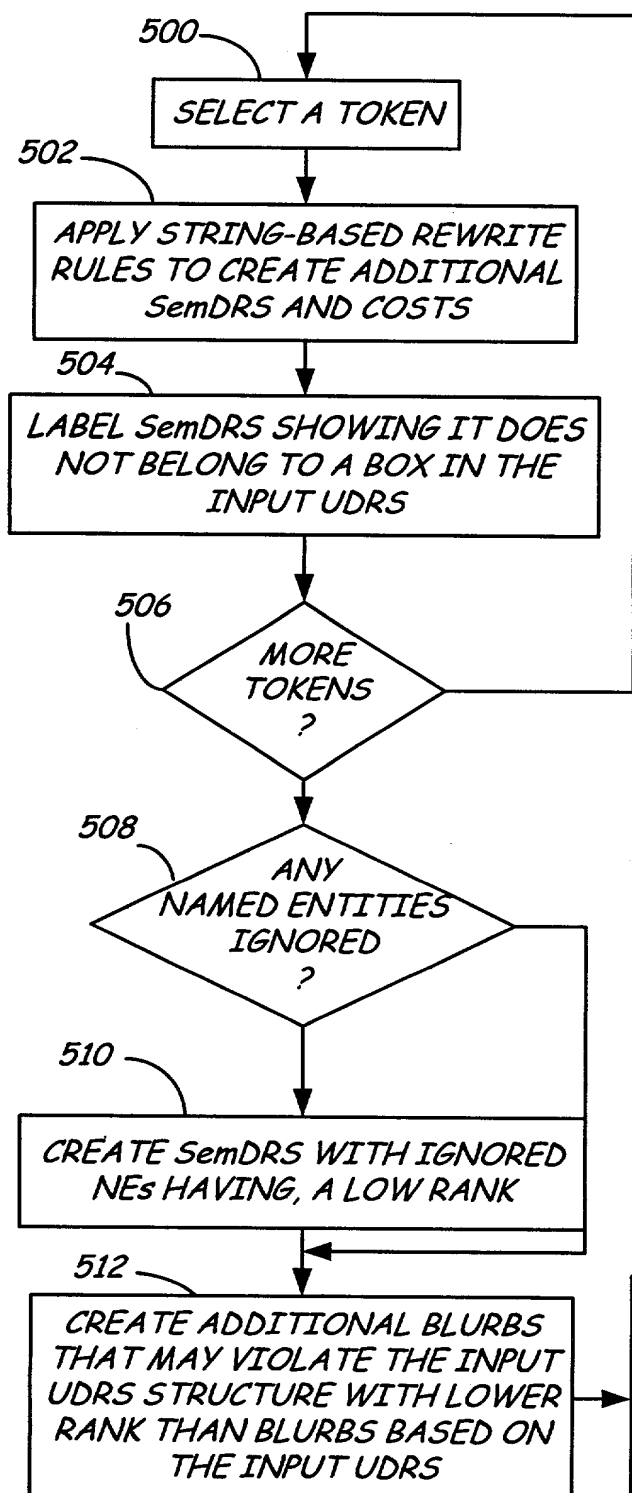 500
SELECT A TOKEN
502
APPLY STRING-BASED REWRITE
RULES TO CREATE ADDITIONAL
SemDRS AND COSTS
504
LABEL SemDRS SHOWING IT DOES
NOT BELONG TO A BOX IN THE
INPUT UDRS
506
MORE
TOKENS
?
508
ANY
NAMED ENTITIES
IGNORED
?
510
CREATE SemDRS WITH IGNORED
NEs HAVING, A LOW RANK
512
CREATE ADDITIONAL BLURBS
THAT MAY VIOLATE THE INPUT
UDRS STRUCTURE WITH LOWER
RANK THAN BLURBS BASED ON
THE INPUT UDRS